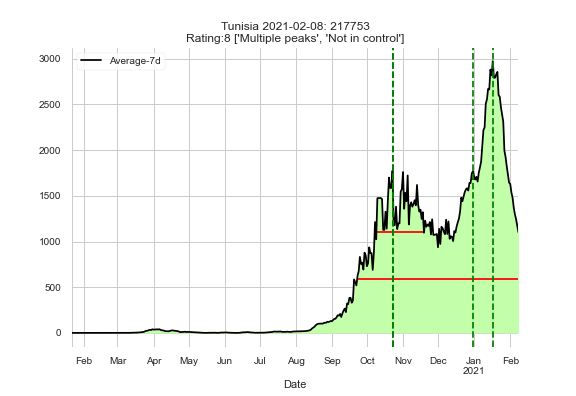 Tunisia 2021-02-08: 217753
Rating:8 ['Multiple peaks', 'Not in control']
Average-7d
3000
2500
2000
1500
1000
500
0
Feb Mar Apr May Jun Jul Aug Sep Oct Nov Dec Jan Feb
2021
Date